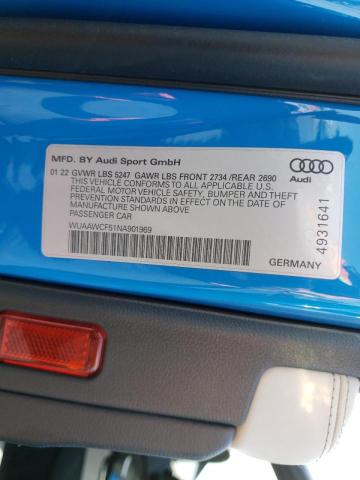 MFD. BY Audi Sport GmbH
01 22 GVWR LBS 5247 GAWR LBS FRONT 2734 /REAR 2690
THIS VEHICLE CONFORMS TO ALL APPLICABLE U.S.
FEDERAL MOTOR VEHICLE SAFETY, BUMPER AND THEFT
PREVENTION STANDARDS IN EFFECT ON THE DATE OF
MANUFACTURE SHOWN ABOVE
PASSENGER CAR
WUAAWCF51NA901969
Audi
4931641
GERMANY